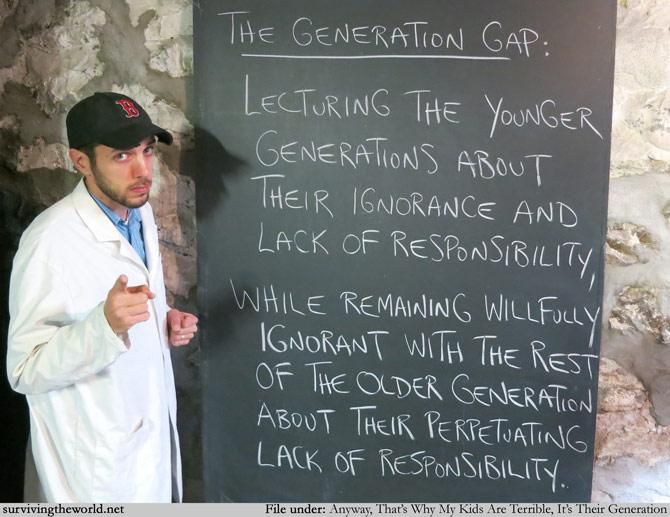 THE GENERATION GAP:
LECTURING THE YOUNGER
GENERATIONS ABOUT
THEIR IGNORANCE AND
LACK OF RESPONSIBILITY,
WHILE REMAINING WILLFULLY
IGNORANT WITH THE REST
OF THE OLDER GENERATION
ABOUT THEIR PERPETUATING
LACK OF RESPONSIBILITY.
B
survivingtheworld.net
File under: Anyway, That's Why My Kids Are Terrible, It's Their Generation